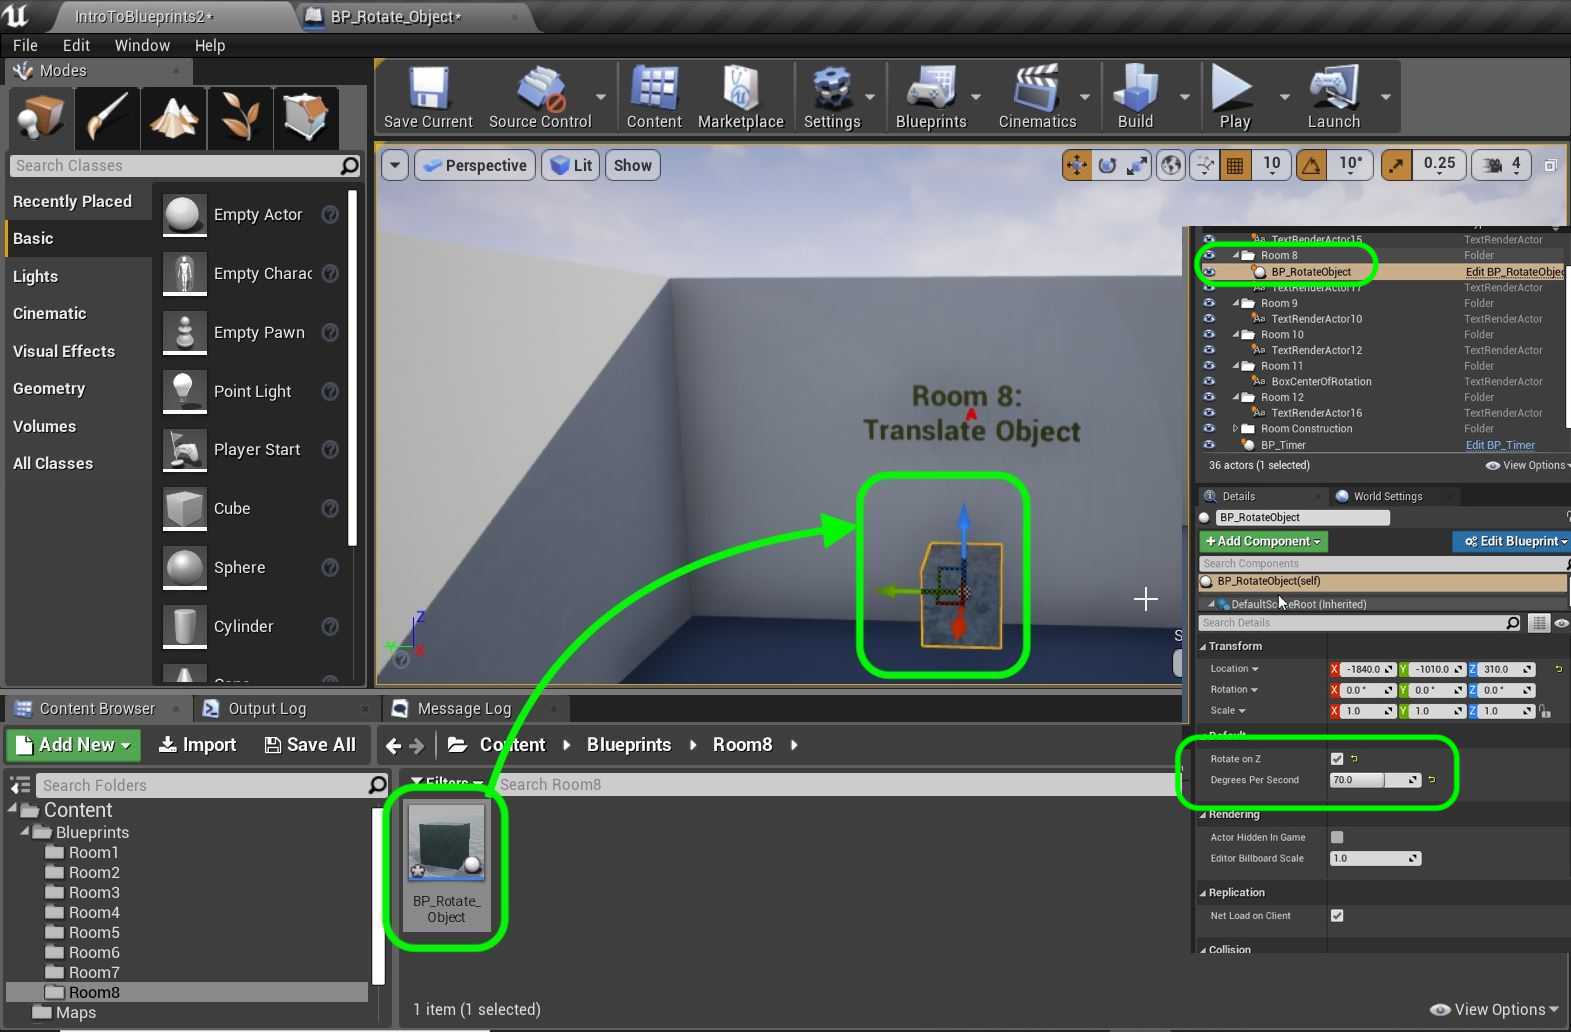 IntroToBlueprints2*
BP_Rotate_Object*
File Edit Window Help
Modes
Search Classes
Recently Placed
Basic
Lights
Cinematic
Visual Effects
Geometry
Volumes
All Classes
Empty Actor
Empty Charac
Empty Pawn
Point Light
Player Start
Cube
Sphere
Cylinder
Save Current
Source Control
Content
Marketplace
Settings
Blueprints
Cinematics
Build
Play
Launch
Perspective
Lit
Show
10
10°
0.25
4
Room 8:
Translate Object
Z
TextRenderActor15 TextRenderActor
Room 8 Folder
BP_RotateObject Edit BP_RotateObjec
TextRenderActor17 TextRenderActor
Room 9 Folder
TextRenderActor10 TextRenderActor
Room 10 Folder
TextRenderActor12 TextRenderActor
Room 11 Folder
BoxCenterOfRotation TextRenderActor
Room 12 Folder
TextRenderActor16 TextRenderActor
Room Construction Folder
BP_Timer Edit BP_Timer
36 actors (1 selected)
View Options
Details
World Settings
BP_RotateObject
+Add Component
Edit Blueprint
Search Components
BP_RotateObject(self)
DefaultSceneRoot (Inherited)
Search Details
Transform
Location X -1840.0 Y -1010.0 Z 310.0
Rotation X 0.0° Y 0.0° Z 0.0°
Scale X 1.0 Y 1.0 Z 1.0
Default
Rotate on Z
Degrees Per Second 70.0
Rendering
Actor Hidden In Game
Editor Billboard Scale 1.0
Replication
Net Load on Client
Collision
Content Browser
Output Log
Message Log
Add New
Import
Save All
Content
Blueprints
Room8
Search Folders
Filters
Search Room8
Content
Blueprints
Room1
Room2
Room3
Room4
Room5
Room6
Room7
Room8
Maps
BP_Rotate_
Object
1 item (1 selected)
View Options